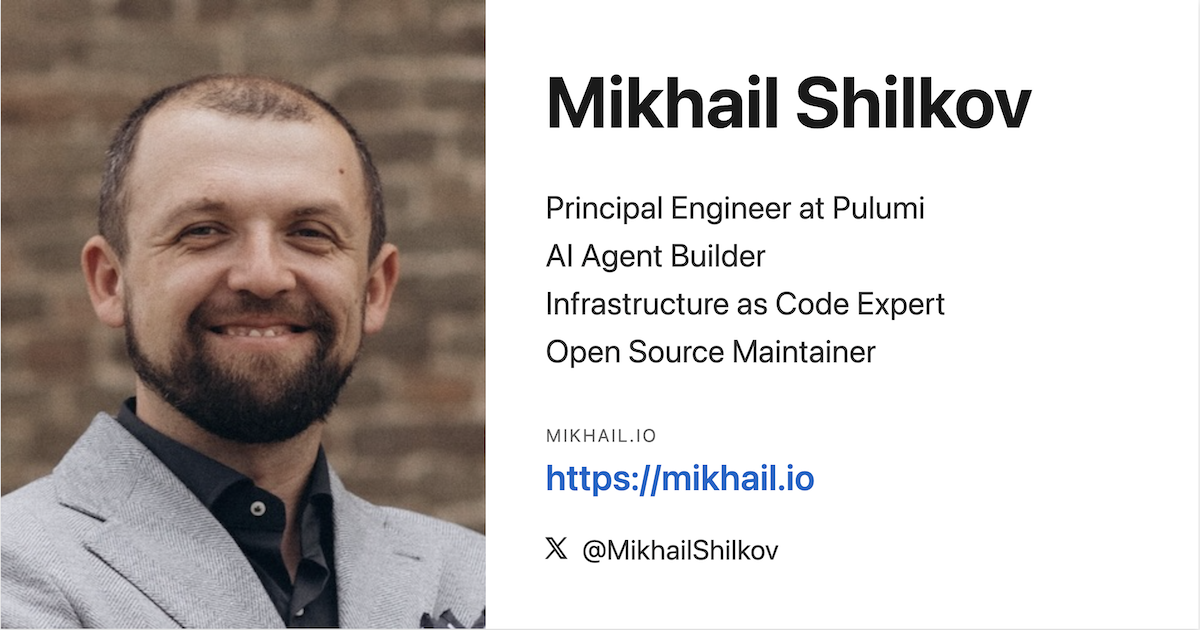 Mikhail Shilkov
Principal Engineer at Pulumi
AI Agent Builder
Infrastructure as Code Expert
Open Source Maintainer
MIKHAIL.IO
https://mikhail.io
𝕏 @MikhailShilkov